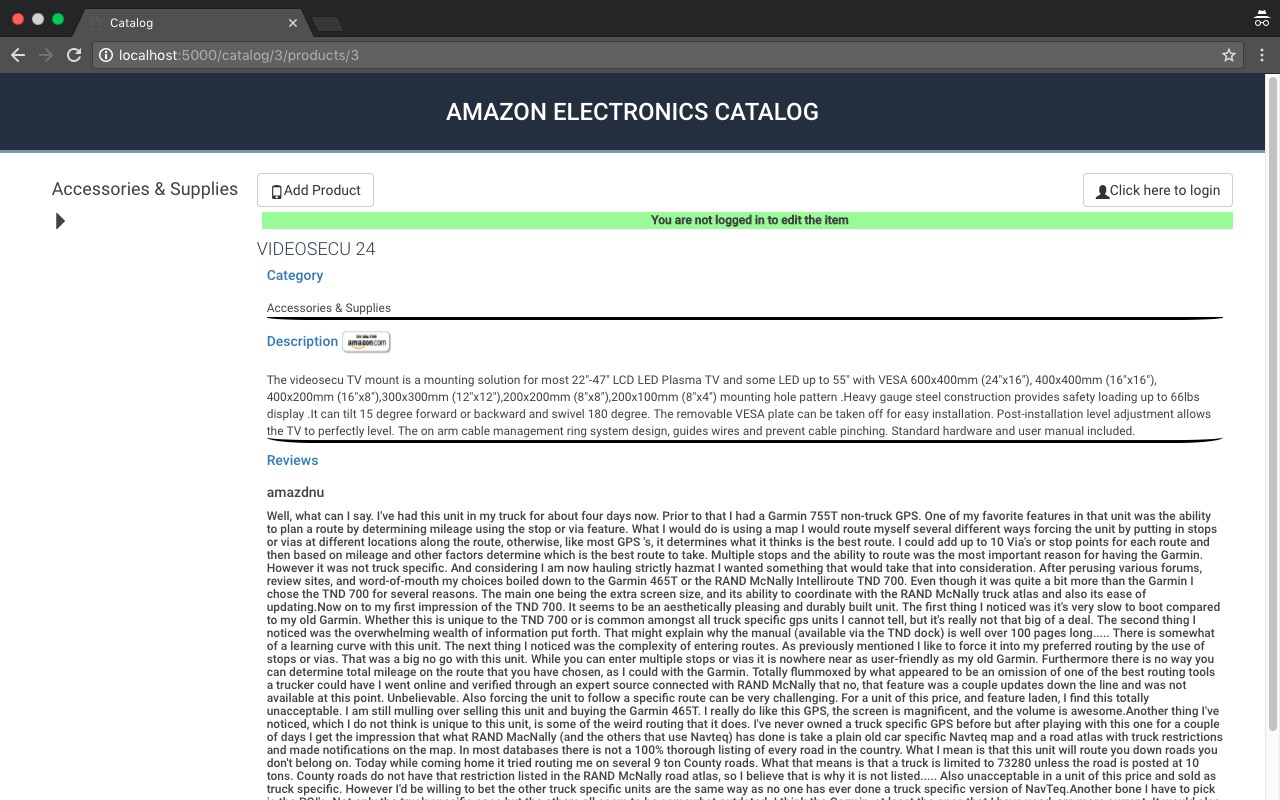 Catalog
localhost:5000/catalog/3/products/3
AMAZON ELECTRONICS CATALOG
Accessories & Supplies
Add Product
Click here to login
You are not logged in to edit the item
VIDEOSECU 24
Category
Accessories & Supplies
Description
amazon.com
The videosecu TV mount is a mounting solution for most 22"-47" LCD LED Plasma TV and some LED up to 55" with VESA 600x400mm (24"x16"), 400x400mm (16"x16"),
400x200mm (16"x8"),300x300mm (12"x12"),200x200mm (8"x8"),200x100mm (8"x4") mounting hole pattern .Heavy gauge steel construction provides safety loading up to 66lbs
display .It can tilt 15 degree forward or backward and swivel 180 degree. The removable VESA plate can be taken off for easy installation. Post-installation level adjustment allows
the TV to perfectly level. The on arm cable management ring system design, guides wires and prevent cable pinching. Standard hardware and user manual included.
Reviews
amazdnu
Well, what can I say. I've had this unit in my truck for about four days now. Prior to that I had a Garmin 755T non-truck GPS. One of my favorite features in that unit was the ability
to plan a route by determining mileage using the stop or via feature. What I would do is using a map I would route myself several different ways forcing the unit by putting in stops
or vias at different locations along the route, otherwise, like most GPS 's, it determines what it thinks is the best route. I could add up to 10 Via's or stop points for each route and
then based on mileage and other factors determine which is the best route to take. Multiple stops and the ability to route was the most important reason for having the Garmin.
However it was not truck specific. And considering I am now hauling strictly hazmat I wanted something that would take that into consideration. After perusing various forums,
review sites, and word-of-mouth my choices boiled down to the Garmin 465T or the RAND McNally Intelliroute TND 700. Even though it was quite a bit more than the Garmin I
chose the TND 700 for several reasons. The main one being the extra screen size, and its ability to coordinate with the RAND McNally truck atlas and also its ease of
updating.Now on to my first impression of the TND 700. It seems to be an aesthetically pleasing and durably built unit. The first thing I noticed was it's very slow to boot compared
to my old Garmin. Whether this is unique to the TND 700 or is common amongst all truck specific gps units I cannot tell, but it's really not that big of a deal. The second thing I
noticed was the overwhelming wealth of information put forth. That might explain why the manual (available via the TND dock) is well over 100 pages long..... There is somewhat
of a learning curve with this unit. The next thing I noticed was the complexity of entering routes. As previously mentioned I like to force it into my preferred routing by the use of
stops or vias. That was a big no go with this unit. While you can enter multiple stops or vias it is nowhere near as user-friendly as my old Garmin. Furthermore there is no way you
can determine total mileage on the route that you have chosen, as I could with the Garmin. Totally flummoxed by what appeared to be an omission of one of the best routing tools
a trucker could have I went online and verified through an expert source connected with RAND McNally that no, that feature was a couple updates down the line and was not
available at this point. Unbelievable. Also forcing the unit to follow a specific route can be very challenging. For a unit of this price, and feature laden, I find this totally
unacceptable. I am still mulling over selling this unit and buying the Garmin 465T. I really do like this GPS, the screen is magnificent, and the volume is awesome.Another thing I've
noticed, which I do not think is unique to this unit, is some of the weird routing that it does. I've never owned a truck specific GPS before but after playing with this one for a couple
of days I get the impression that what RAND MacNally (and the others that use Navteq) has done is take a plain old car specific Navteq map and a road atlas with truck restrictions
and made notifications on the map. In most databases there is not a 100% thorough listing of every road in the country. What I mean is that this unit will route you down roads you
don't belong on. Today while coming home it tried routing me on several 9 ton County roads. What that means is that a truck is limited to 73280 unless the road is posted at 10
tons. County roads do not have that restriction listed in the RAND McNally road atlas, so I believe that is why it is not listed..... Also unacceptable in a unit of this price and sold as
truck specific. However I'd be willing to bet the other truck specific units are the same way as no one has ever done a truck specific version of NavTeq.Another bone I have to pick